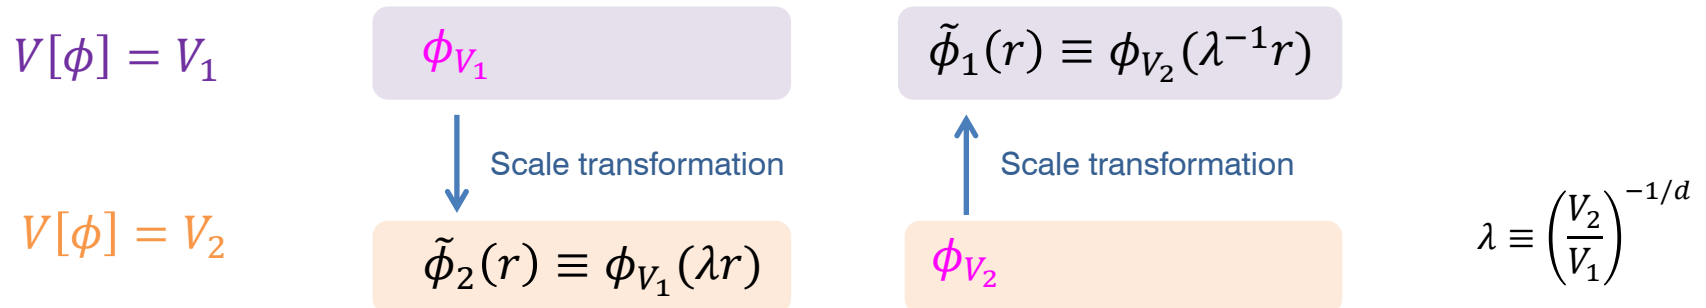 V[ϕ] = V₁
ϕ_{V₁}
ϕ̃₁(r) ≡ ϕ_{V₂}(λ⁻¹r)
Scale transformation
Scale transformation
V[ϕ] = V₂
ϕ̃₂(r) ≡ ϕ_{V₁}(λr)
ϕ_{V₂}
λ ≡ (V₂/V₁)^{-1/d}